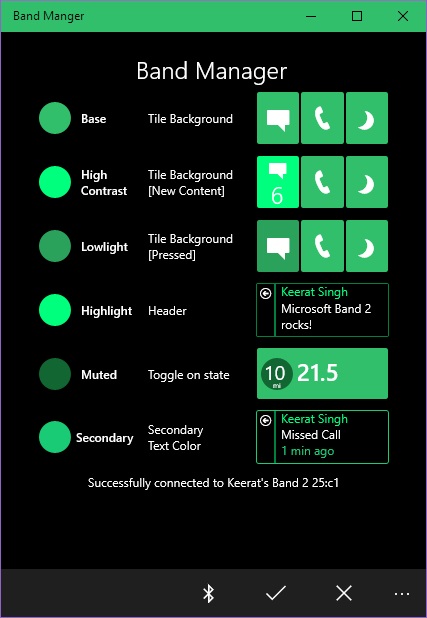 Band Manger
Band Manager
Base
Tile Background
High
Contrast
Tile Background
[New Content]
6
Lowlight
Tile Background
[Pressed]
Highlight
Header
Keerat Singh
Microsoft Band 2
rocks!
Muted
Toggle on state
10
mi
21.5
Secondary
Secondary
Text Color
Keerat Singh
Missed Call
1 min ago
Successfully connected to Keerat's Band 2 25:c1